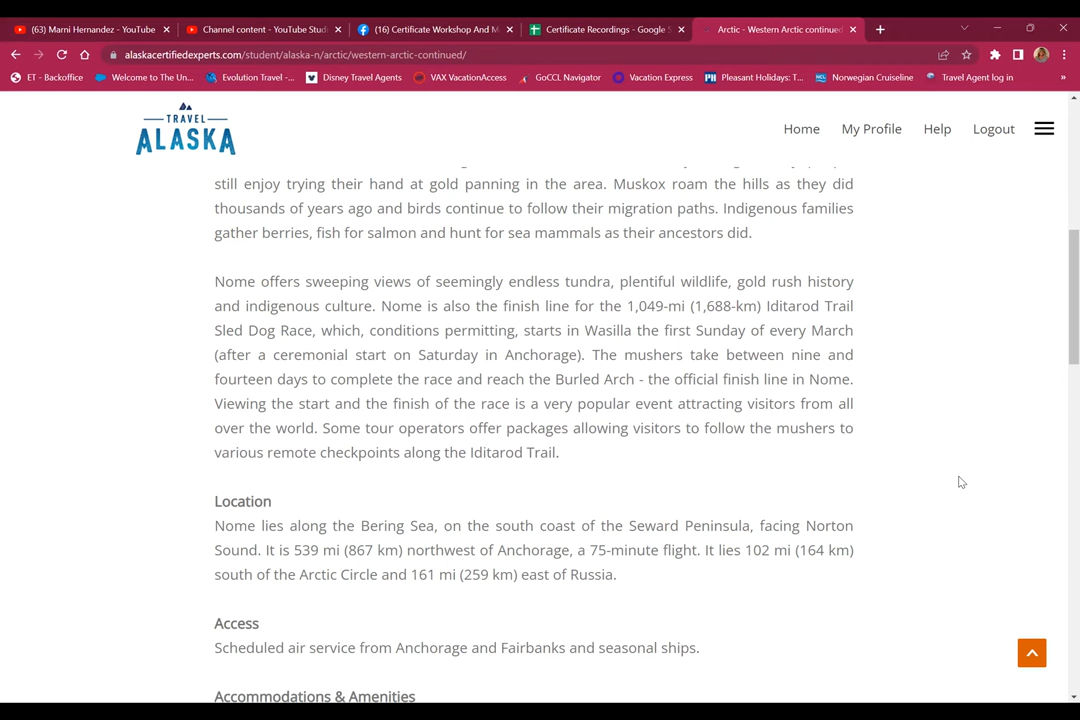 (63) Marni Hernandez - YouTube
Channel content - YouTube Stud
(16) Certificate Workshop And M
Certificate Recordings - Google S
Arctic - Western Arctic continued
alaskacertifiedexperts.com/student/alaska-n/arctic/western-arctic-continued/
ET - Backoffice
Welcome to The Un...
Evolution Travel -...
Disney Travel Agents
VAX VacationAccess
GoCCL Navigator
Vacation Express
Pleasant Holidays: T...
Norwegian Cruiseline
Travel Agent log in
TRAVEL
ALASKA
Home
My Profile
Help
Logout
still enjoy trying their hand at gold panning in the area. Muskox roam the hills as they did
thousands of years ago and birds continue to follow their migration paths. Indigenous families
gather berries, fish for salmon and hunt for sea mammals as their ancestors did.
Nome offers sweeping views of seemingly endless tundra, plentiful wildlife, gold rush history
and indigenous culture. Nome is also the finish line for the 1,049-mi (1,688-km) Iditarod Trail
Sled Dog Race, which, conditions permitting, starts in Wasilla the first Sunday of every March
(after a ceremonial start on Saturday in Anchorage). The mushers take between nine and
fourteen days to complete the race and reach the Burled Arch - the official finish line in Nome.
Viewing the start and the finish of the race is a very popular event attracting visitors from all
over the world. Some tour operators offer packages allowing visitors to follow the mushers to
various remote checkpoints along the Iditarod Trail.
Location
Nome lies along the Bering Sea, on the south coast of the Seward Peninsula, facing Norton
Sound. It is 539 mi (867 km) northwest of Anchorage, a 75-minute flight. It lies 102 mi (164 km)
south of the Arctic Circle and 161 mi (259 km) east of Russia.
Access
Scheduled air service from Anchorage and Fairbanks and seasonal ships.
Accommodations & Amenities